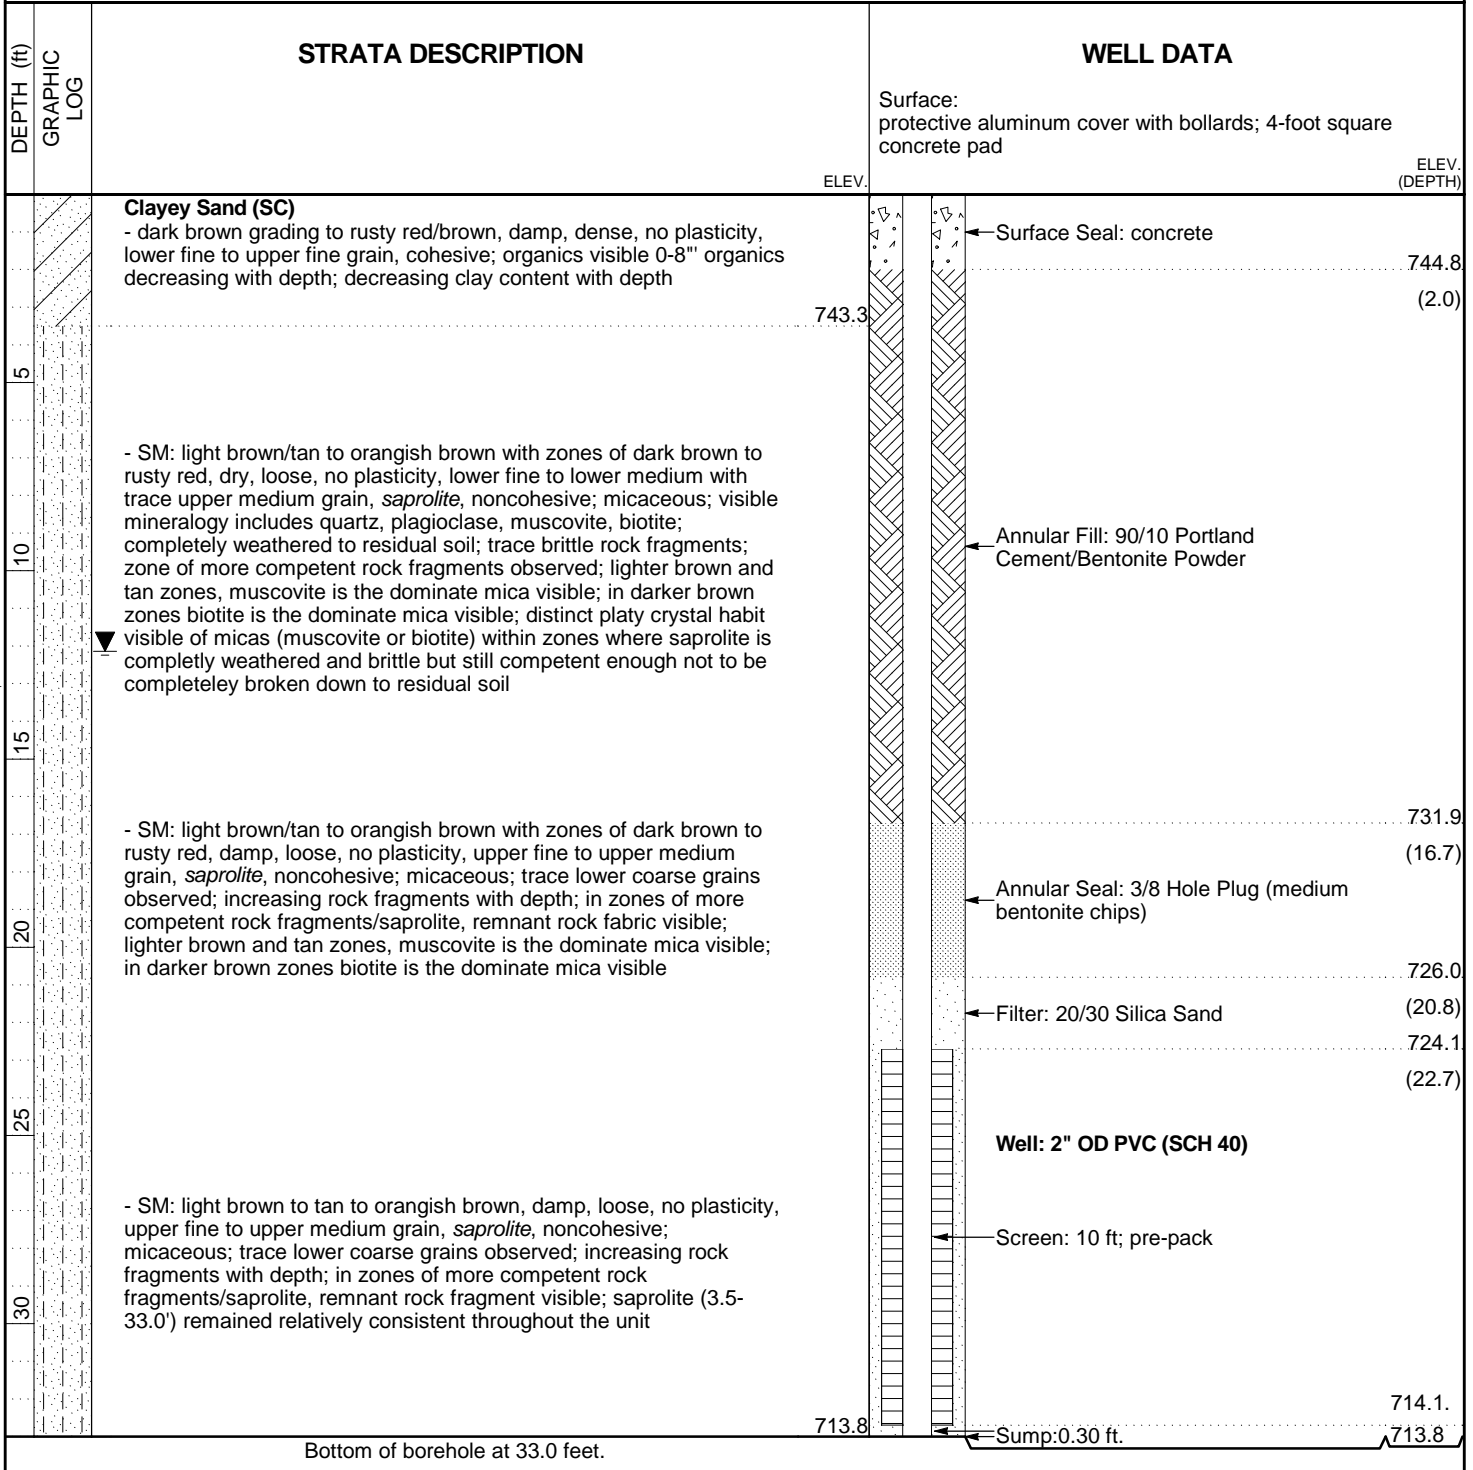 DEPTH (ft)
GRAPHIC
LOG
STRATA DESCRIPTION
ELEV.
WELL DATA
Surface:
protective aluminum cover with bollards; 4-foot square
concrete pad
ELEV.
(DEPTH)
Clayey Sand (SC)
- dark brown grading to rusty red/brown, damp, dense, no plasticity,
lower fine to upper fine grain, cohesive; organics visible 0-8"' organics
decreasing with depth; decreasing clay content with depth
743.3
Surface Seal: concrete
744.8
(2.0)
5
- SM: light brown/tan to orangish brown with zones of dark brown to
rusty red, dry, loose, no plasticity, lower fine to lower medium with
trace upper medium grain, saprolite, noncohesive; micaceous; visible
mineralogy includes quartz, plagioclase, muscovite, biotite;
completely weathered to residual soil; trace brittle rock fragments;
zone of more competent rock fragments observed; lighter brown and
tan zones, muscovite is the dominate mica visible; in darker brown
zones biotite is the dominate mica visible; distinct platy crystal habit
visible of micas (muscovite or biotite) within zones where saprolite is
completly weathered and brittle but still competent enough not to be
completeley broken down to residual soil
Annular Fill: 90/10 Portland
Cement/Bentonite Powder
10
15
- SM: light brown/tan to orangish brown with zones of dark brown to
rusty red, damp, loose, no plasticity, upper fine to upper medium
grain, saprolite, noncohesive; micaceous; trace lower coarse grains
observed; increasing rock fragments with depth; in zones of more
competent rock fragments/saprolite, remnant rock fabric visible;
lighter brown and tan zones, muscovite is the dominate mica visible;
in darker brown zones biotite is the dominate mica visible
731.9
(16.7)
Annular Seal: 3/8 Hole Plug (medium
bentonite chips)
20
726.0
(20.8)
Filter: 20/30 Silica Sand
724.1
(22.7)
25
Well: 2" OD PVC (SCH 40)
- SM: light brown to tan to orangish brown, damp, loose, no plasticity,
upper fine to upper medium grain, saprolite, noncohesive;
micaceous; trace lower coarse grains observed; increasing rock
fragments with depth; in zones of more competent rock
fragments/saprolite, remnant rock fragment visible; saprolite (3.5-
33.0') remained relatively consistent throughout the unit
Screen: 10 ft; pre-pack
30
714.1
713.8
Sump:0.30 ft.
713.8
Bottom of borehole at 33.0 feet.